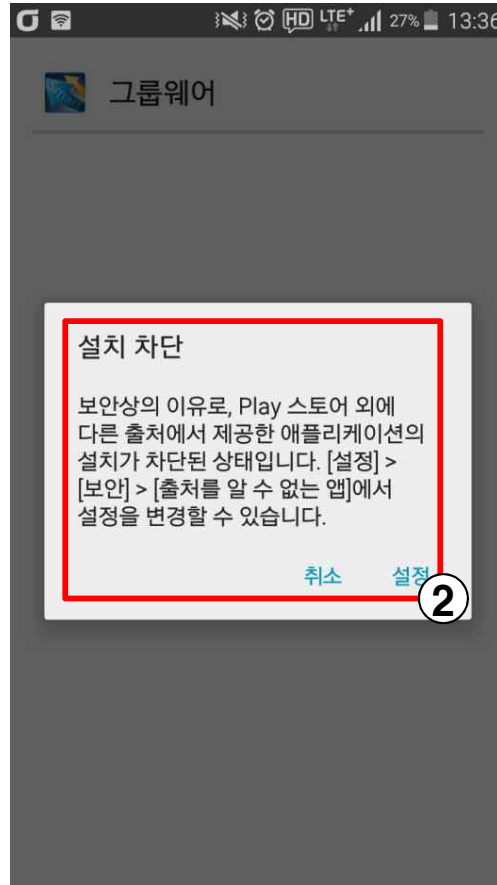 HD LTE+ 27% 13:36
그룹웨어
설치 차단
보안상의 이유로, Play 스토어 외에
다른 출처에서 제공한 애플리케이션의
설치가 차단된 상태입니다. [설정] >
[보안] > [출처를 알 수 없는 앱]에서
설정을 변경할 수 있습니다.
취소 설정
2